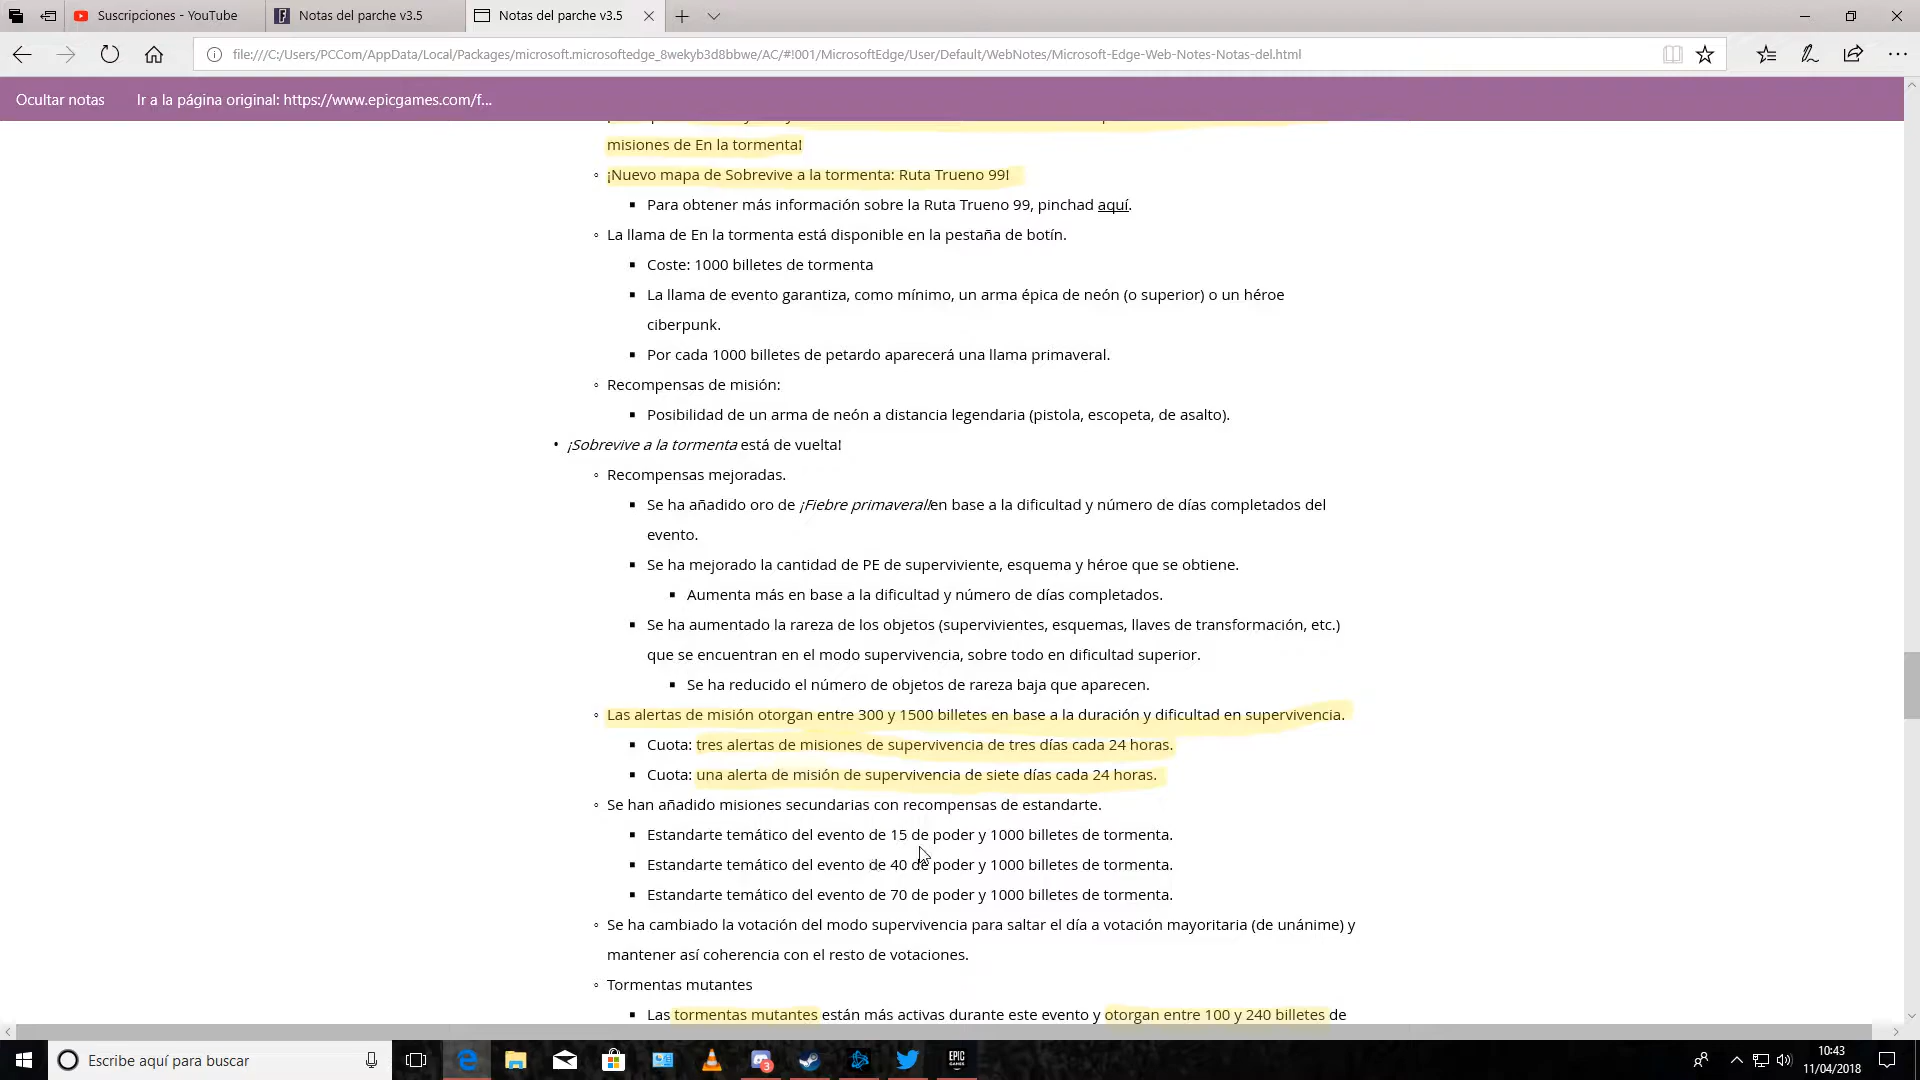 Suscripciones - YouTube
Notas del parche v3.5
Notas del parche v3.5
file:///C:/Users/PCCom/AppData/Local/Packages/microsoft.microsoftedge_8wekyb3d8bbwe/AC/#!001/MicrosoftEdge/User/Default/WebNotes/Microsoft-Edge-Web-Notes-Notas-del.html
Ocultar notas
Ir a la página original: https://www.epicgames.com/f...
misiones de En la tormenta!
¡Nuevo mapa de Sobrevive a la tormenta: Ruta Trueno 99!
Para obtener más información sobre la Ruta Trueno 99, pinchad aquí.
La llama de En la tormenta está disponible en la pestaña de botín.
Coste: 1000 billetes de tormenta
La llama de evento garantiza, como mínimo, un arma épica de neón (o superior) o un héroe
ciberpunk.
Por cada 1000 billetes de petardo aparecerá una llama primaveral.
Recompensas de misión:
Posibilidad de un arma de neón a distancia legendaria (pistola, escopeta, de asalto).
¡Sobrevive a la tormenta está de vuelta!
Recompensas mejoradas.
Se ha añadido oro de ¡Fiebre primaveral!en base a la dificultad y número de días completados del
evento.
Se ha mejorado la cantidad de PE de superviviente, esquema y héroe que se obtiene.
Aumenta más en base a la dificultad y número de días completados.
Se ha aumentado la rareza de los objetos (supervivientes, esquemas, llaves de transformación, etc.)
que se encuentran en el modo supervivencia, sobre todo en dificultad superior.
Se ha reducido el número de objetos de rareza baja que aparecen.
Las alertas de misión otorgan entre 300 y 1500 billetes en base a la duración y dificultad en supervivencia.
Cuota: tres alertas de misiones de supervivencia de tres días cada 24 horas.
Cuota: una alerta de misión de supervivencia de siete días cada 24 horas.
Se han añadido misiones secundarias con recompensas de estandarte.
Estandarte temático del evento de 15 de poder y 1000 billetes de tormenta.
Estandarte temático del evento de 40 de poder y 1000 billetes de tormenta.
Estandarte temático del evento de 70 de poder y 1000 billetes de tormenta.
Se ha cambiado la votación del modo supervivencia para saltar el día a votación mayoritaria (de unánime) y
mantener así coherencia con el resto de votaciones.
Tormentas mutantes
Las tormentas mutantes están más activas durante este evento y otorgan entre 100 y 240 billetes de
Escribe aquí para buscar
3
EPIC
GAMES
10:43
11/04/2018